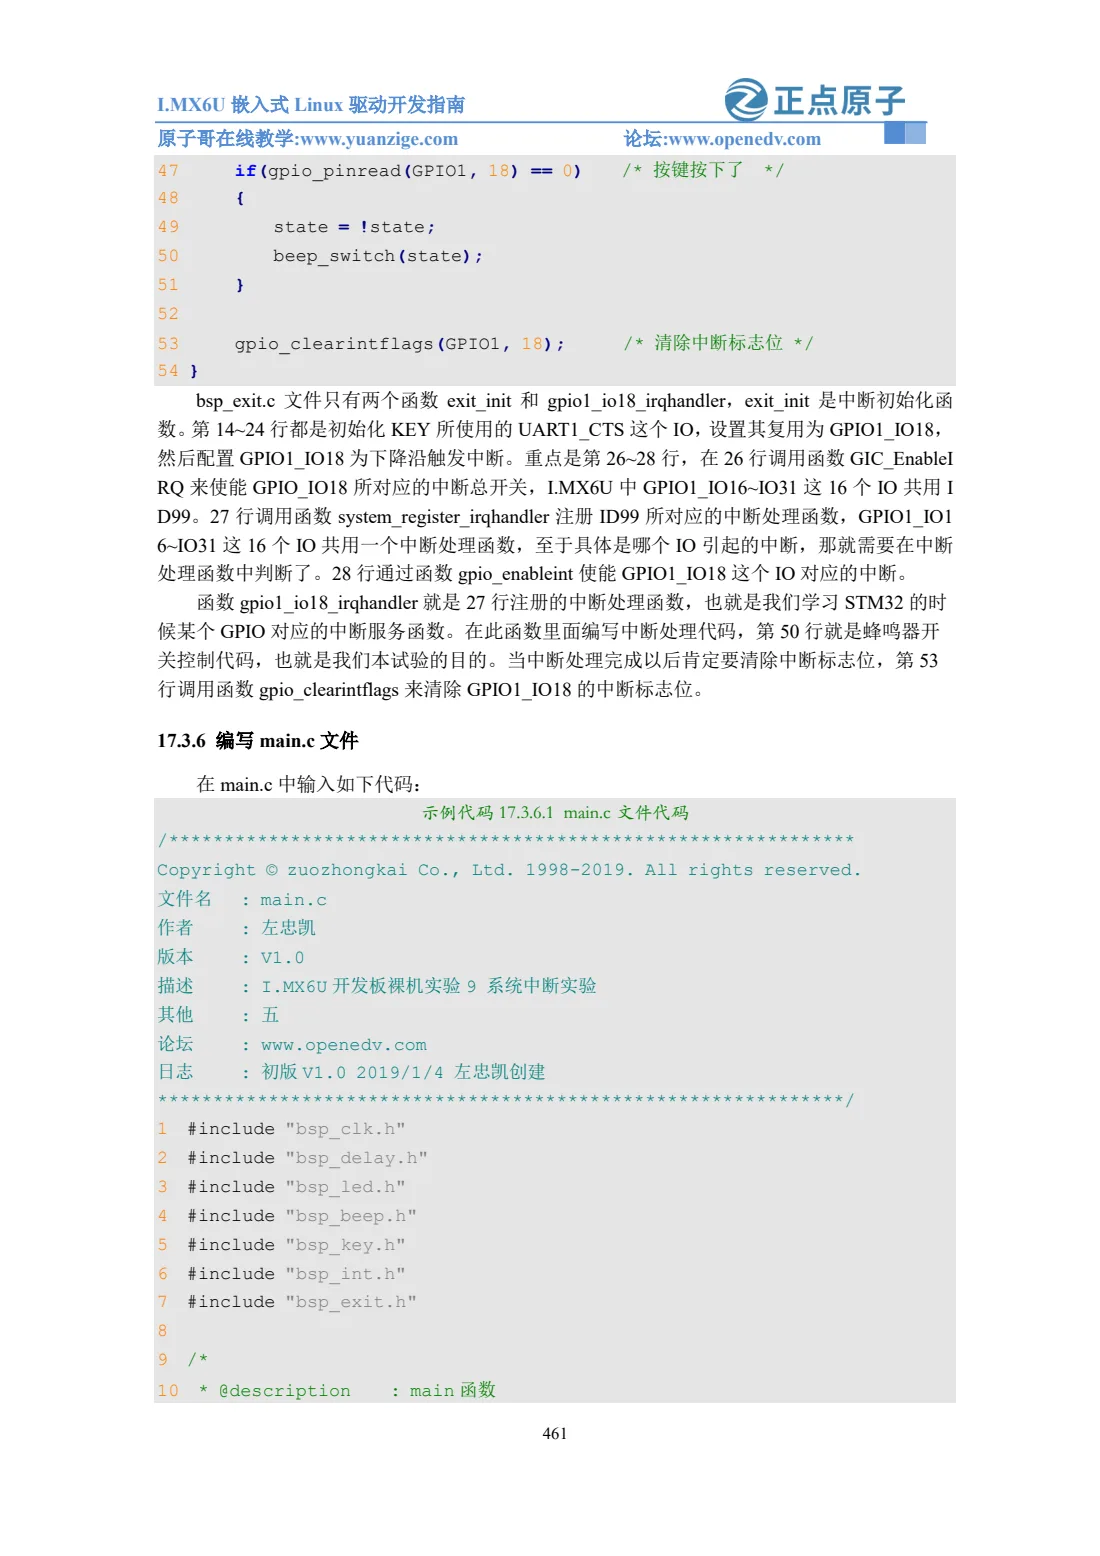 I.MX6U 嵌入式 Linux 驱动开发指南
正点原子
原子哥在线教学:www.yuanzige.com 论坛:www.openedv.com
47 if(gpio_pinread(GPIO1, 18) == 0) /* 按键按下了 */
48 {
49 state = !state;
50 beep_switch(state);
51 }
52
53 gpio_clearintflags(GPIO1, 18); /* 清除中断标志位 */
54 }
bsp_exit.c 文件只有两个函数 exit_init 和 gpio1_io18_irqhandler，exit_init 是中断初始化函
数。第 14~24 行都是初始化 KEY 所使用的 UART1_CTS 这个 IO，设置其复用为 GPIO1_IO18，
然后配置 GPIO1_IO18 为下降沿触发中断。重点是第 26~28 行，在 26 行调用函数 GIC_EnableI
RQ 来使能 GPIO_IO18 所对应的中断总开关，I.MX6U 中 GPIO1_IO16~IO31 这 16 个 IO 共用 I
D99。27 行调用函数 system_register_irqhandler 注册 ID99 所对应的中断处理函数，GPIO1_IO1
6~IO31 这 16 个 IO 共用一个中断处理函数，至于具体是哪个 IO 引起的中断，那就需要在中断
处理函数中判断了。28 行通过函数 gpio_enableint 使能 GPIO1_IO18 这个 IO 对应的中断。
函数 gpio1_io18_irqhandler 就是 27 行注册的中断处理函数，也就是我们学习 STM32 的时
候某个 GPIO 对应的中断服务函数。在此函数里面编写中断处理代码，第 50 行就是蜂鸣器开
关控制代码，也就是我们本试验的目的。当中断处理完成以后肯定要清除中断标志位，第 53
行调用函数 gpio_clearintflags 来清除 GPIO1_IO18 的中断标志位。
17.3.6 编写 main.c 文件
在 main.c 中输入如下代码：
示例代码 17.3.6.1 main.c 文件代码
/**************************************************************
Copyright © zuozhongkai Co., Ltd. 1998-2019. All rights reserved.
文件名 : main.c
作者 : 左忠凯
版本 : V1.0
描述 : I.MX6U 开发板裸机实验 9 系统中断实验
其他 : 五
论坛 : www.openedv.com
日志 : 初版 V1.0 2019/1/4 左忠凯创建
**************************************************************/
1 #include "bsp_clk.h"
2 #include "bsp_delay.h"
3 #include "bsp_led.h"
4 #include "bsp_beep.h"
5 #include "bsp_key.h"
6 #include "bsp_int.h"
7 #include "bsp_exit.h"
8
9 /*
10 * @description : main 函数
461